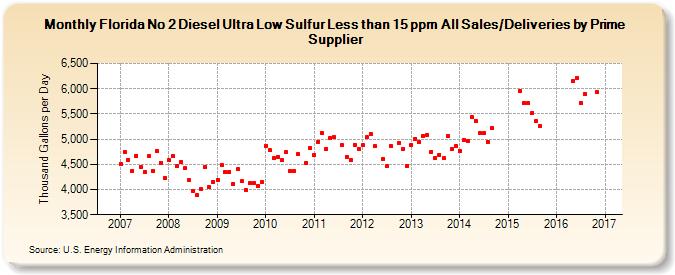 Monthly Florida No 2 Diesel Ultra Low Sulfur Less than 15 ppm All Sales/Deliveries by Prime
Supplier
Thousand Gallons per Day
6,500
6,000
5,500
5,000
4,500
4,000
3,500
2007 2008 2009 2010 2011 2012 2013 2014 2015 2016 2017
Source: U.S. Energy Information Administration